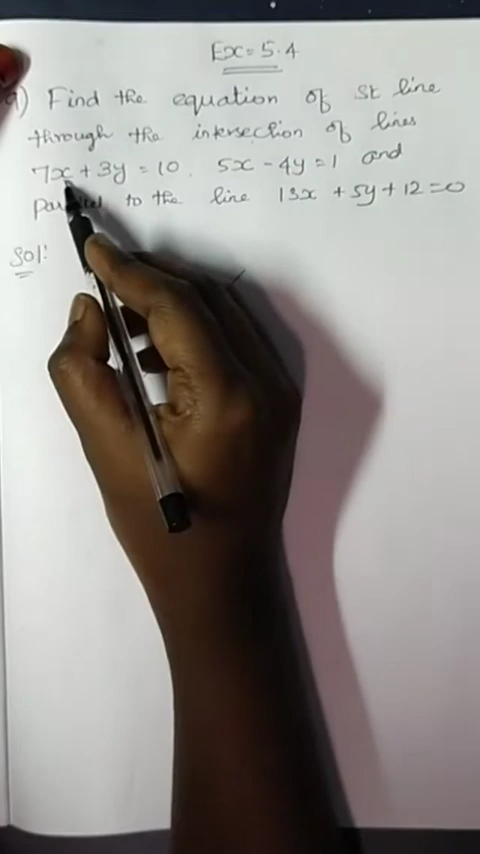 Ex = 5.4
9) Find the equation of St line
through the intersection of lines
7x + 3y = 10, 5x - 4y = 1 and
to the line 13x + 5y + 12 = 0
Sol: